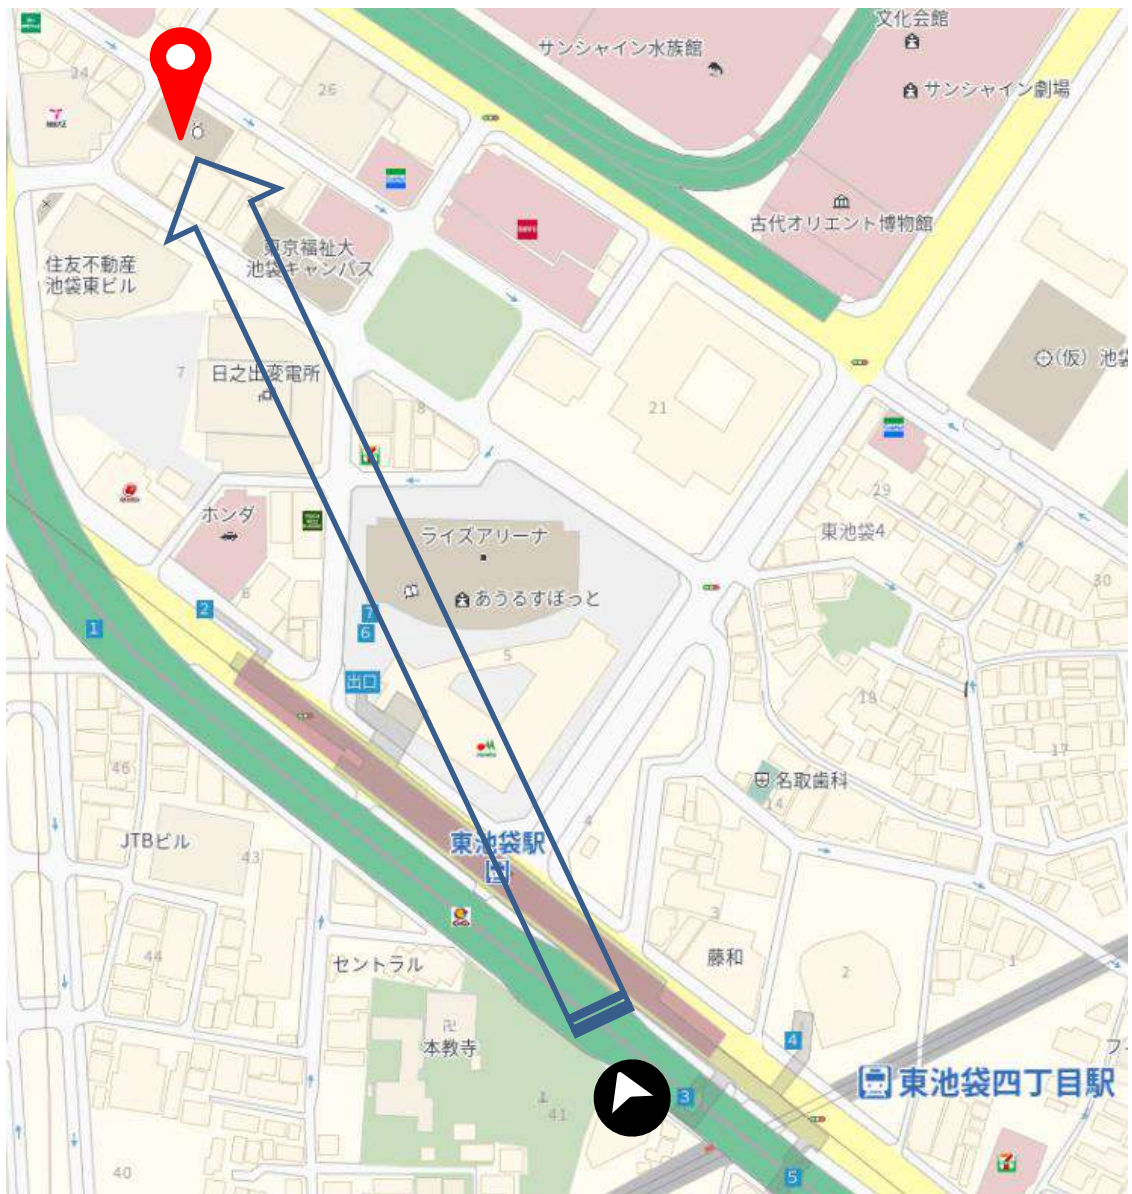 文化会館
サンシャイン水族館
サンシャイン劇場
24
26
古代オリエント博物館
東京福祉大
池袋キャンパス
住友不動産
池袋東ビル
(仮) 池袋
7
日之出変電所
8
21
29
ホンダ
ライズアリーナ
東池袋4
30
8
あうるすぽっと
2
1
7
6
5
出口
18
17
46
名取歯科
14
4
JTBビル
43
東池袋駅
3
44
セントラル
藤和
2
1
卍
本教寺
4
フー
東池袋四丁目駅
1
41
3
40
5